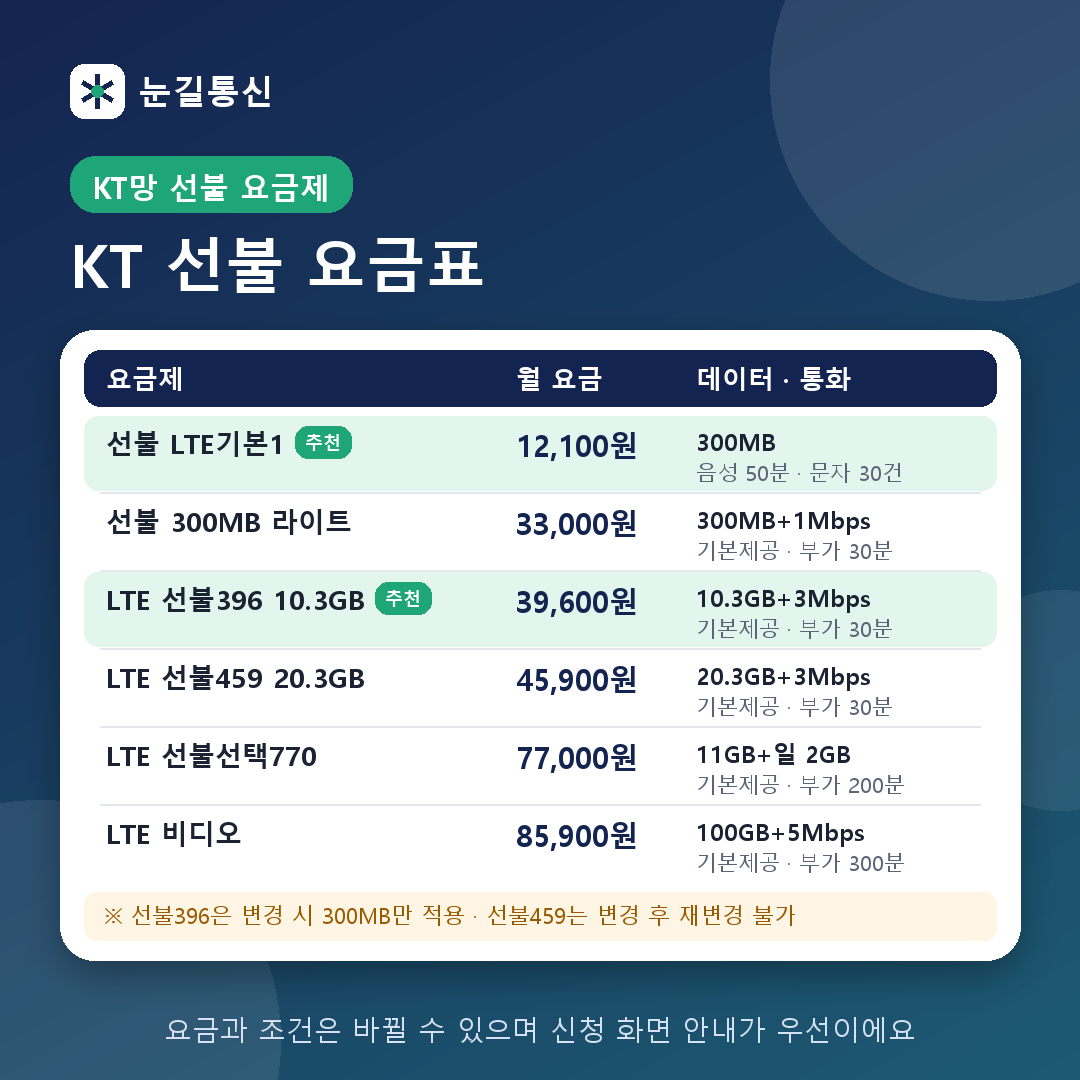 눈길통신
KT망 선불 요금제
KT 선불 요금표
요금제 월 요금 데이터 · 통화
선불 LTE기본1 추천 12,100원 300MB
음성 50분 · 문자 30건
선불 300MB 라이트 33,000원 300MB+1Mbps
기본제공 · 부가 30분
LTE 선불396 10.3GB 추천 39,600원 10.3GB+3Mbps
기본제공 · 부가 30분
LTE 선불459 20.3GB 45,900원 20.3GB+3Mbps
기본제공 · 부가 30분
LTE 선불선택770 77,000원 11GB+일 2GB
기본제공 · 부가 200분
LTE 비디오 85,900원 100GB+5Mbps
기본제공 · 부가 300분
※ 선불396은 변경 시 300MB만 적용 · 선불459는 변경 후 재변경 불가
요금과 조건은 바뀔 수 있으며 신청 화면 안내가 우선이에요